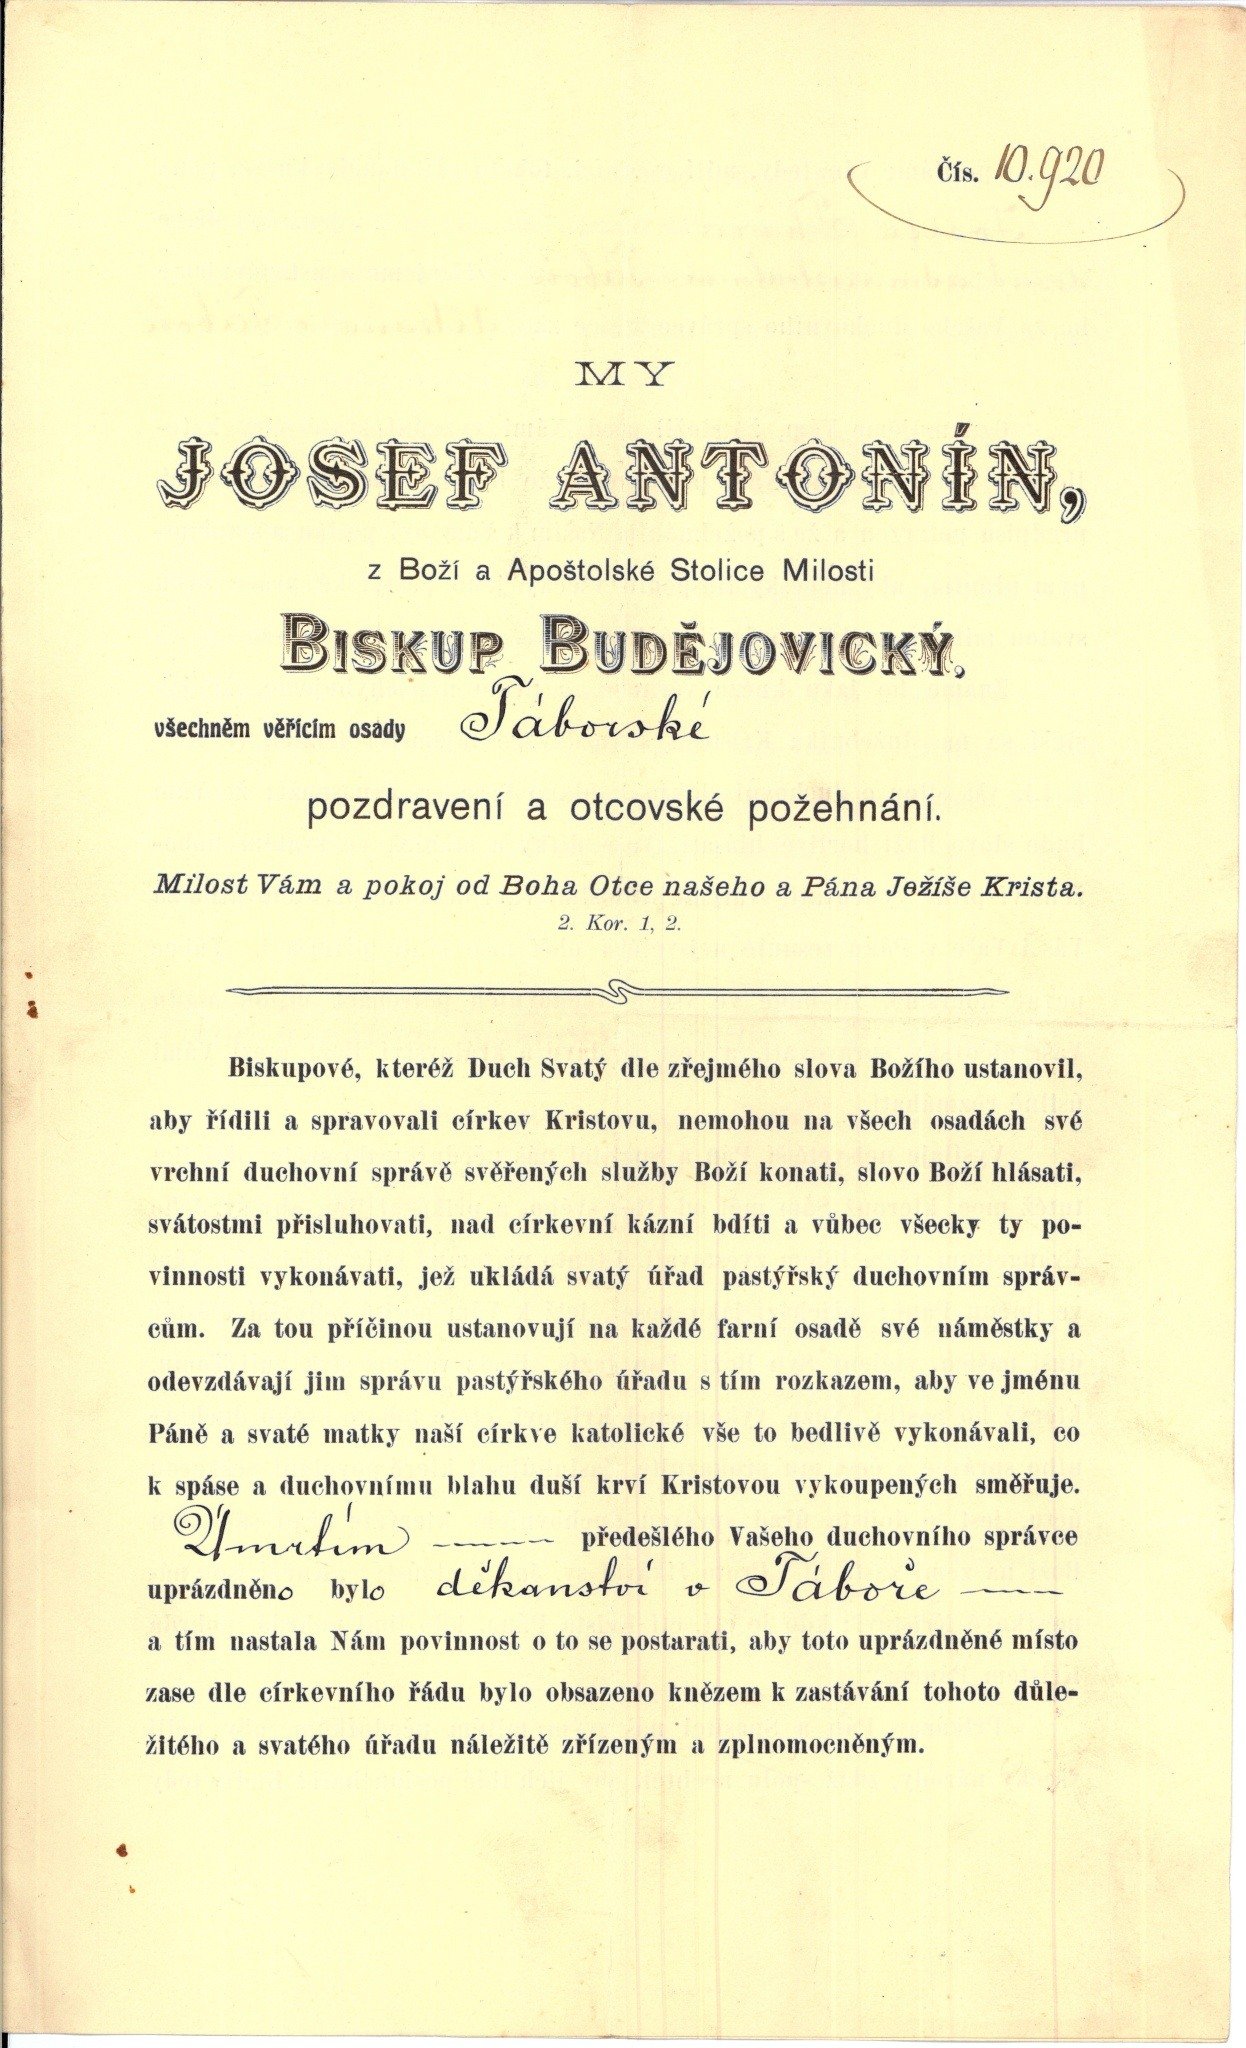 Čís. 10.920
MY
JOSEF ANTONÍN,
z Boží a Apoštolské Stolice Milosti
BISKUP BUDĚJOVICKÝ,
všechněm věřícím osady Táborské
pozdravení a otcovské požehnání.
Milost Vám a pokoj od Boha Otce našeho a Pána Ježíše Krista.
2. Kor. 1, 2.
Biskupové, kteréž Duch Svatý dle zřejmého slova Božího ustanovil,
aby řídili a spravovali církev Kristovu, nemohou na všech osadách své
vrchní duchovní správě svěřených služby Boží konati, slovo Boží hlásati,
svátostmi přisluhovati, nad církevní kázní bdíti a vůbec všecky ty po-
vinnosti vykonávati, jež ukládá svatý úřad pastýřský duchovním správ-
cům. Za tou příčinou ustanovují na každé farní osadě své náměstky a
odevzdávají jim správu pastýřského úřadu s tím rozkazem, aby ve jménu
Páně a svaté matky naší církve katolické vše to bedlivě vykonávali, co
k spáse a duchovnímu blahu duší krví Kristovou vykoupených směřuje.
Úmrtím — předešlého Vašeho duchovního správce
uprázdněno bylo děkanství v Táboře —
a tím nastala Nám povinnost o to se postarati, aby toto uprázdněné místo
zase dle církevního řádu bylo obsazeno knězem k zastávání tohoto důle-
žitého a svatého úřadu náležitě zřízeným a zplnomocněným.